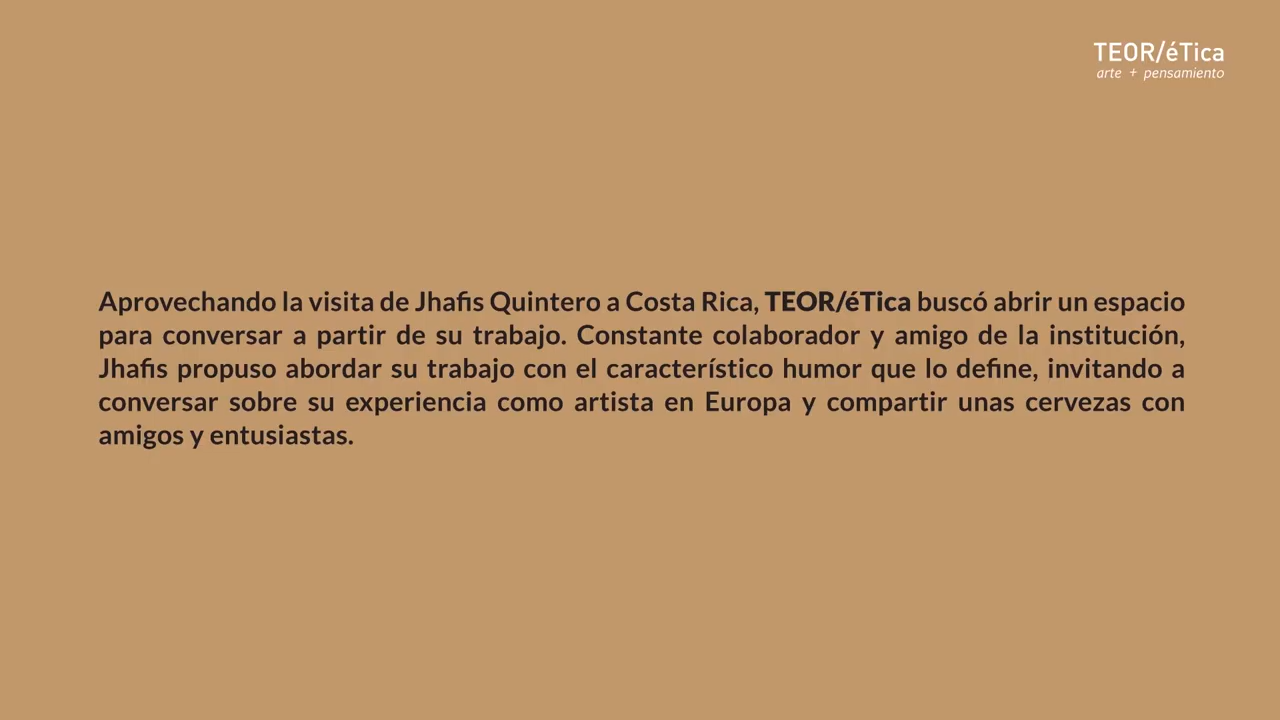 TEOR/éTica
arte + pensamiento
Aprovechando la visita de Jhafis Quintero a Costa Rica, TEOR/éTica buscó abrir un espacio
para conversar a partir de su trabajo. Constante colaborador y amigo de la institución,
Jhafis propuso abordar su trabajo con el característico humor que lo define, invitando a
conversar sobre su experiencia como artista en Europa y compartir unas cervezas con
amigos y entusiastas.